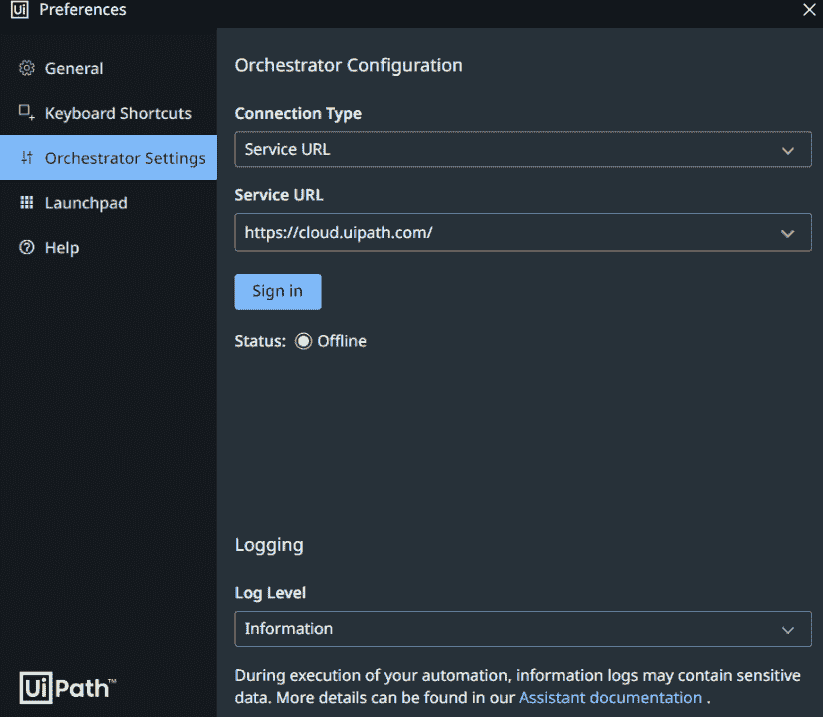 Ui Preferences
General
Keyboard Shortcuts
Orchestrator Settings
Launchpad
Help
Orchestrator Configuration
Connection Type
Service URL
Service URL
https://cloud.uipath.com/
Sign in
Status: Offline
Logging
Log Level
Information
During execution of your automation, information logs may contain sensitive
data. More details can be found in our Assistant documentation .
UiPath™